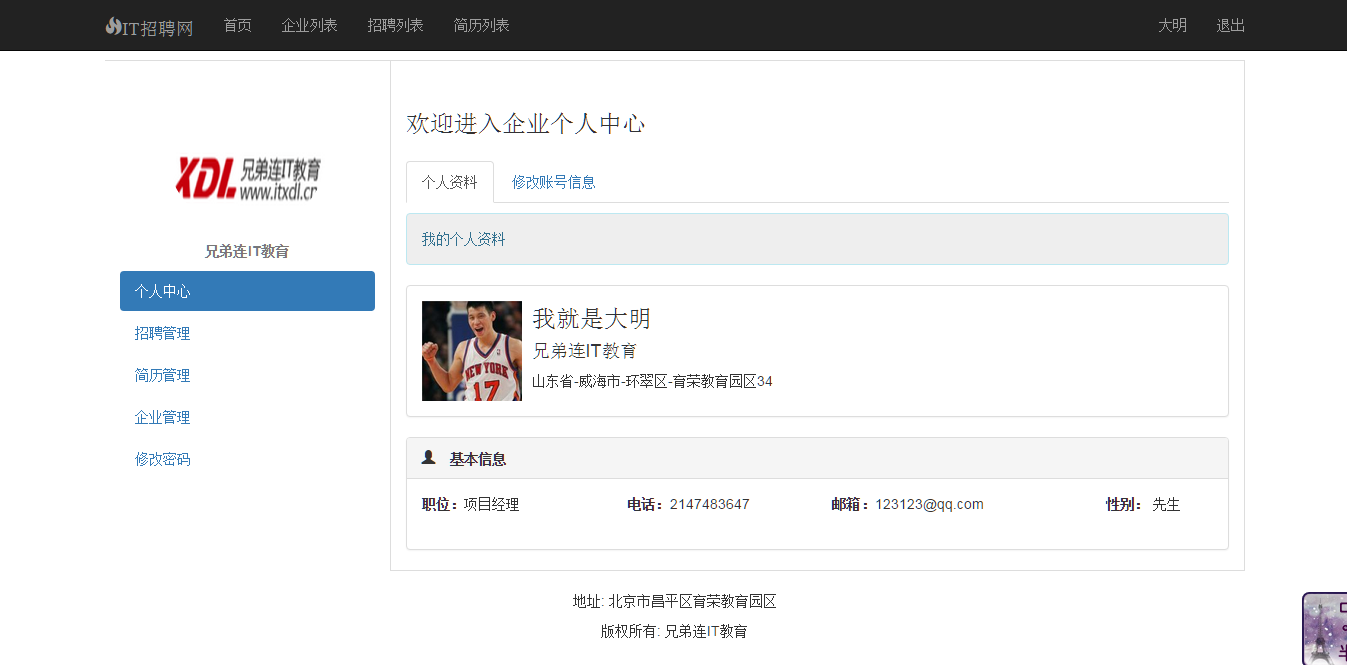 IT招聘网 首页 企业列表 招聘列表 简历列表 大明 退出
XDL 兄弟连IT教育
www.itxdl.cr
兄弟连IT教育
个人中心
招聘管理
简历管理
企业管理
修改密码
欢迎进入企业个人中心
个人资料 修改账号信息
我的个人资料
我就是大明
兄弟连IT教育
山东省-威海市-环翠区-育荣教育园区34
NEW YORK
17
基本信息
职位：项目经理 电话：2147483647 邮箱：123123@qq.com 性别： 先生
地址: 北京市昌平区育荣教育园区
版权所有: 兄弟连IT教育